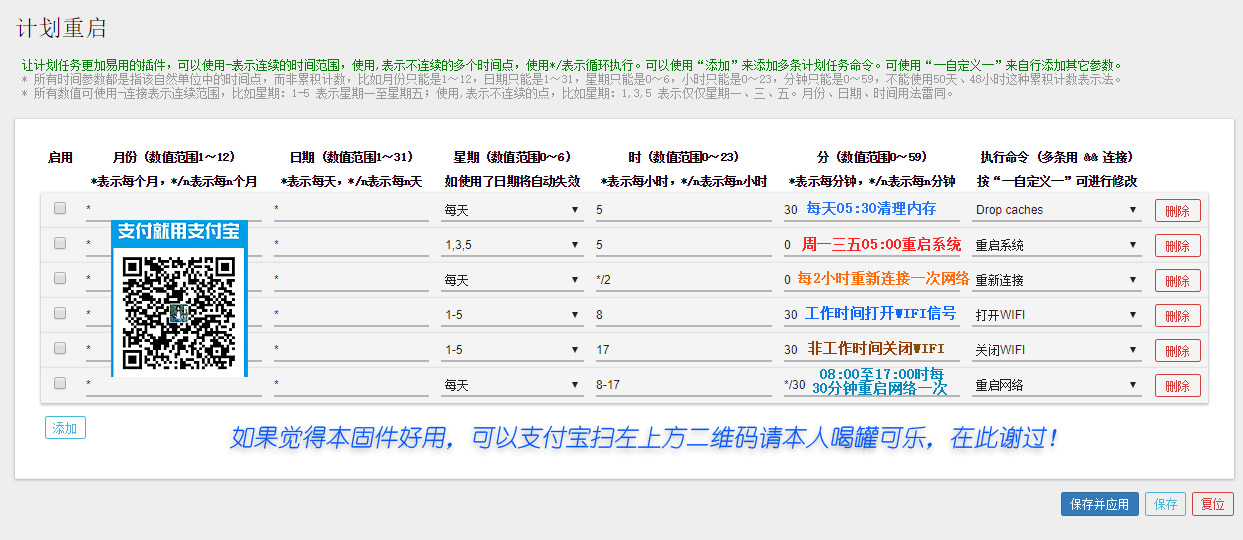 计划重启
让计划任务更加易用的插件，可以使用-表示连续的时间范围，使用,表示不连续的多个时间点，使用*/表示循环执行。可以使用“添加”来添加多条计划任务命令。可使用“一自定义一”来自行添加其它参数。
* 所有时间参数都是指该自然单位中的时间点，而非累积计数，比如月份只能是1～12，日期只能是1～31，星期只能是0～6，小时只能是0～23，分钟只能是0～59，不能使用50天、48小时这种累积计数表示法。
* 所有数值可使用-连接表示连续范围，比如星期：1-5 表示星期一至星期五；使用,表示不连续的点，比如星期：1,3,5 表示仅仅星期一、三、五。月份、日期、时间用法雷同。
启用 月份（数值范围1～12） 日期（数值范围1～31） 星期（数值范围0～6） 时（数值范围0～23） 分（数值范围0～59） 执行命令（多条用 && 连接）
*表示每个月，*/n表示每n个月 *表示每天，*/n表示每n天 如使用了日期将自动失效 *表示每小时，*/n表示每n小时 *表示每分钟，*/n表示每n分钟 按“一自定义一”可进行修改
* * 每天 5 30 每天05:30清理内存 Drop caches 删除
支付就用支付宝
* * 1,3,5 5 0 周一三五05:00重启系统 重启系统 删除
* * 每天 */2 0 每2小时重新连接一次网络 重新连接 删除
* * 1-5 8 30 工作时间打开WIFI信号 打开WIFI 删除
* * 1-5 17 30 非工作时间关闭WIFI 关闭WIFI 删除
* * 每天 8-17 */30 08:00至17:00时每 重启网络 删除
30分钟重启网络一次
添加
如果觉得本固件好用，可以支付宝扫左上方二维码请本人喝罐可乐，在此谢过！
保存并应用 保存 复位